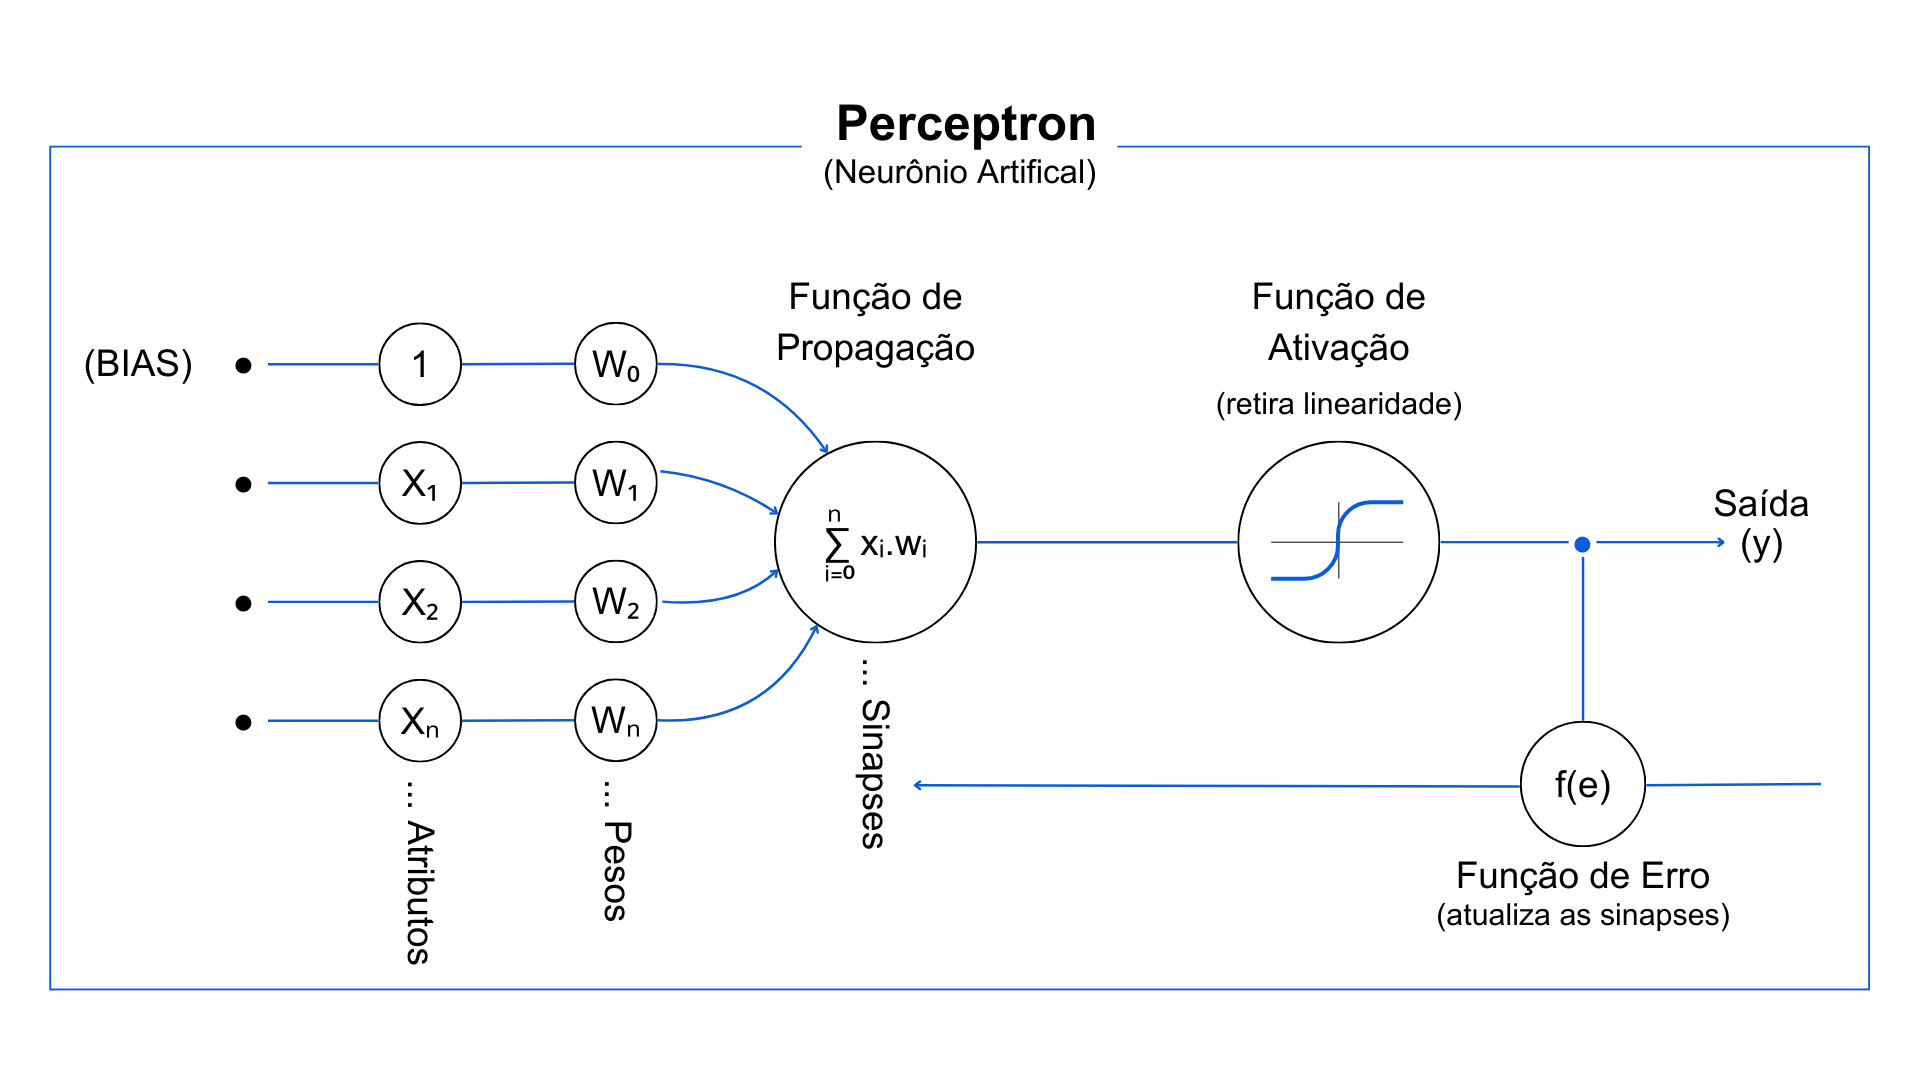 Perceptron
(Neurônio Artifical)
Função de
Propagação
Função de
Ativação
(retira linearidade)
(BIAS)
1
W₀
X₁
W₁
X₂
W₂
Xₙ
Wₙ
n
∑ xᵢ.wᵢ
i=0
Saída
(y)
... Sinapses
... Atributos
... Pesos
f(e)
Função de Erro
(atualiza as sinapses)